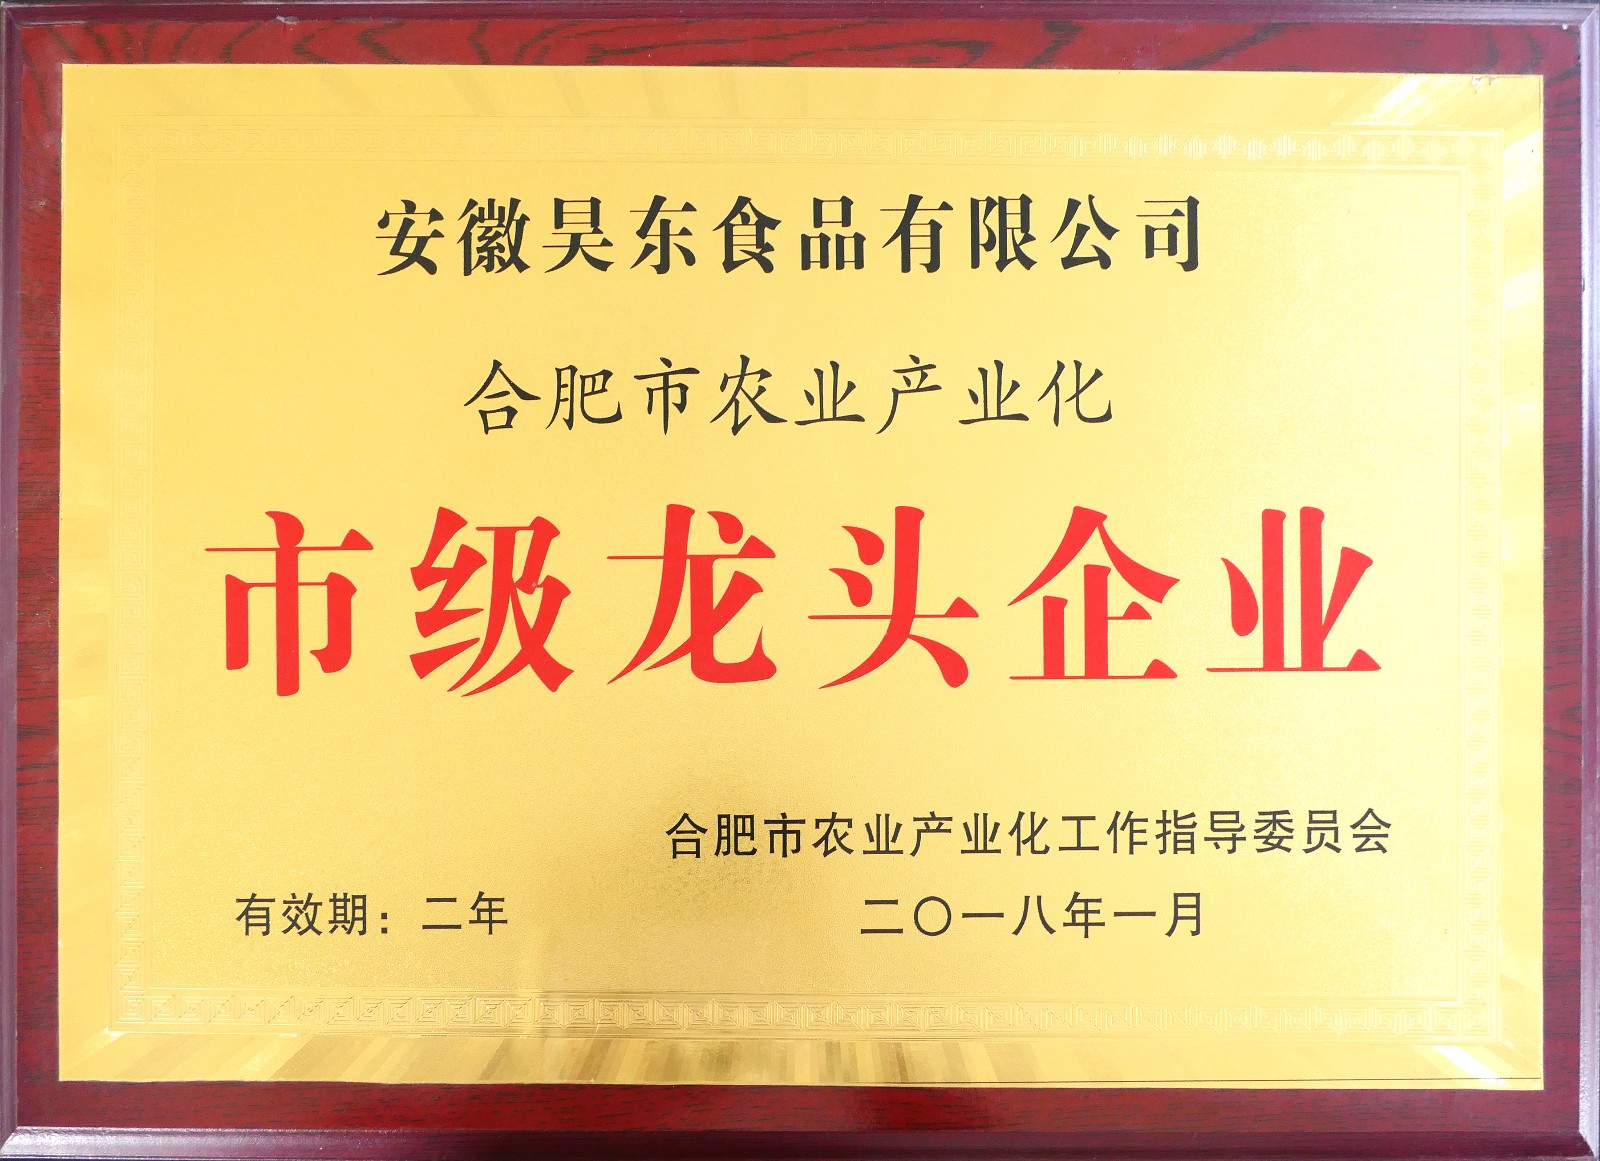 安徽昊东食品有限公司
合肥市农业产业化
市级龙头企业
合肥市农业产业化工作指导委员会
有效期：二年 二〇一八年一月